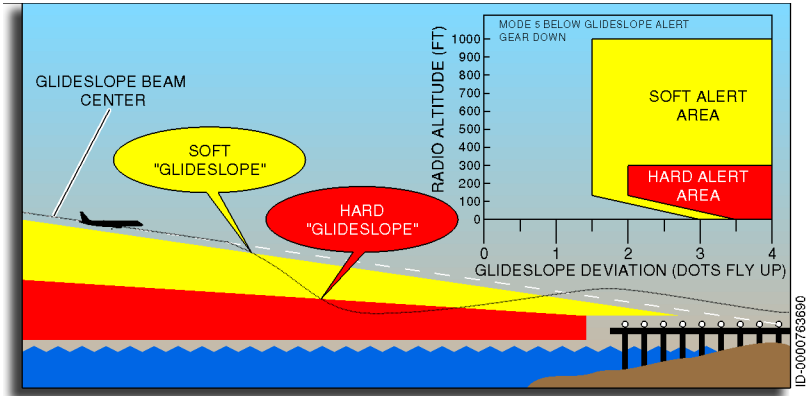 MODE 5 BELOW GLIDESLOPE ALERT
GEAR DOWN
RADIO ALTITUDE (FT)
1000
900
800
700
600
500
400
300
200
100
0
SOFT ALERT
AREA
HARD ALERT
AREA
0
1
2
3
4
GLIDESLOPE DEVIATION (DOTS FLY UP)
GLIDESLOPE BEAM
CENTER
SOFT
"GLIDESLOPE"
HARD
"GLIDESLOPE"
ID-0000763690